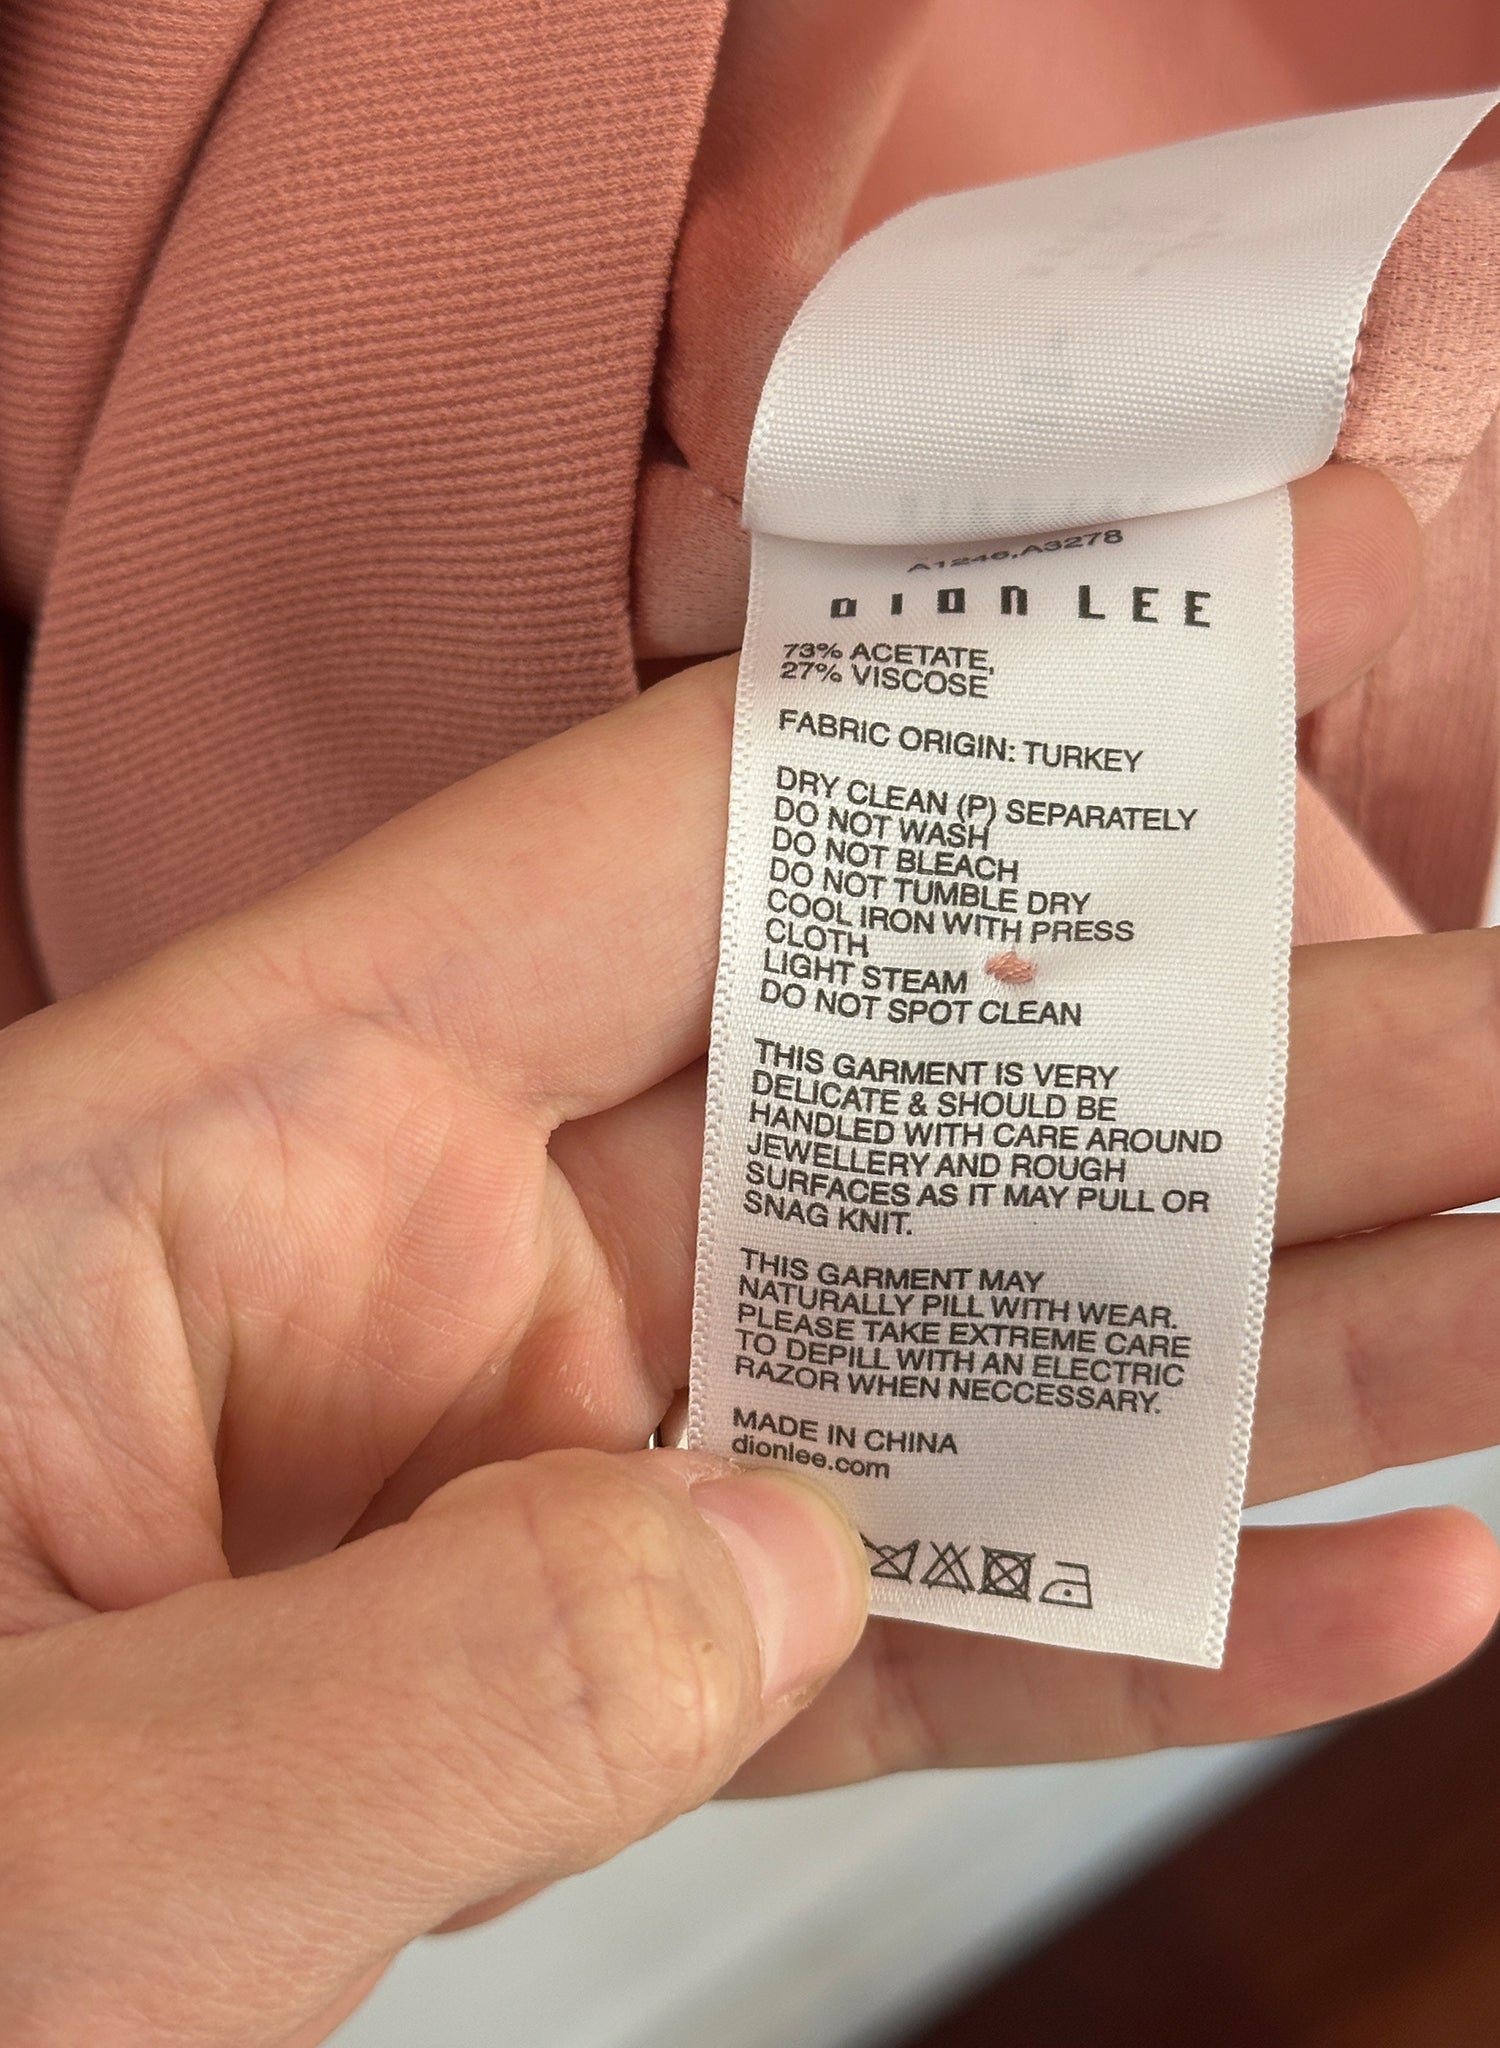 A1246,A3278
DION LEE
73% ACETATE,
27% VISCOSE
FABRIC ORIGIN: TURKEY
DRY CLEAN (P) SEPARATELY
DO NOT WASH
DO NOT BLEACH
DO NOT TUMBLE DRY
COOL IRON WITH PRESS
CLOTH
LIGHT STEAM
DO NOT SPOT CLEAN
THIS GARMENT IS VERY
DELICATE & SHOULD BE
HANDLED WITH CARE AROUND
JEWELLERY AND ROUGH
SURFACES AS IT MAY PULL OR
SNAG KNIT.
THIS GARMENT MAY
NATURALLY PILL WITH WEAR.
PLEASE TAKE EXTREME CARE
TO DEPILL WITH AN ELECTRIC
RAZOR WHEN NECCESSARY.
MADE IN CHINA
dionlee.com